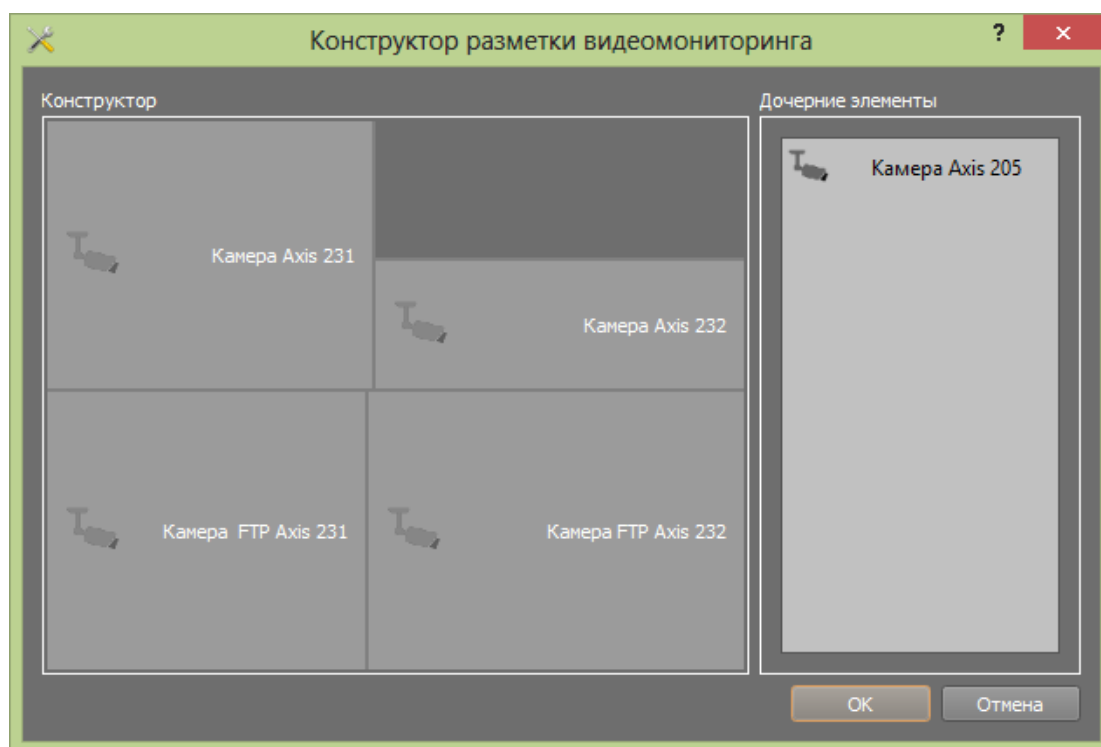 Конструктор разметки видеомониторинга
?
Конструктор
Дочерние элементы
Камера Axis 231
Камера Axis 232
Камера FTP Axis 231
Камера FTP Axis 232
Камера Axis 205
OK
Отмена